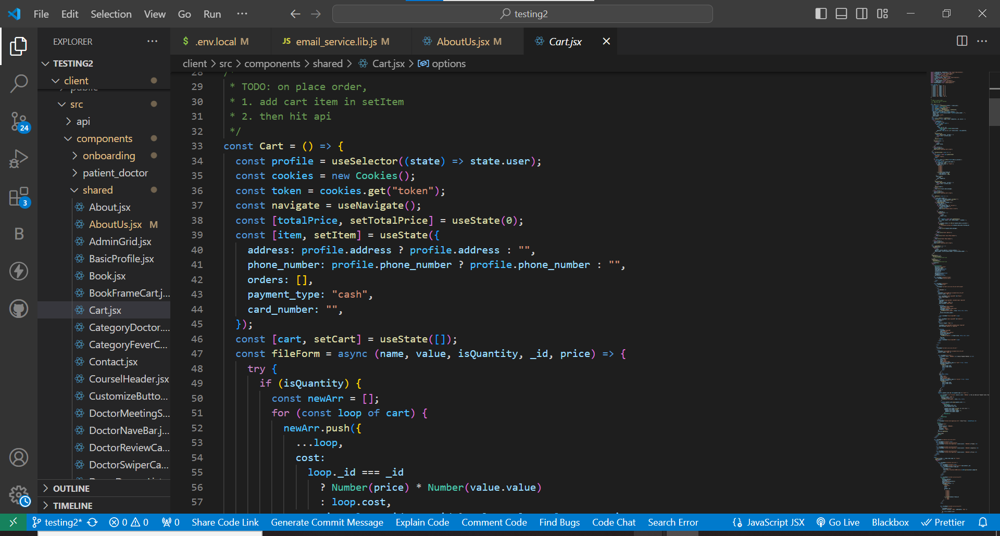 File Edit Selection View Go Run ···
testing2
EXPLORER ···
TESTING2
client
public
src
api
components
onboarding
patient_doctor
shared
About.jsx
AboutUs.jsx M
AdminGrid.jsx
BasicProfile.jsx
Book.jsx
BookFrameCart.j...
Cart.jsx
CategoryDoctor....
CategoryFeverC...
Contact.jsx
CourselHeader.jsx
CustomizeButto...
DoctorMeetingS...
DoctorNaveBar.j...
DoctorReviewCa...
DoctorSwiperCa...
OUTLINE
TIMELINE
24
3
B
$ .env.local M
JS email_service.lib.js M
AboutUs.jsx M
Cart.jsx
client > src > components > shared > Cart.jsx > options
28 /*
29 * TODO: on place order,
30 * 1. add cart item in setItem
31 * 2. then hit api
32 */
33 const Cart = () => {
34 const profile = useSelector((state) => state.user);
35 const cookies = new Cookies();
36 const token = cookies.get("token");
37 const navigate = useNavigate();
38 const [totalPrice, setTotalPrice] = useState(0);
39 const [item, setItem] = useState({
40 address: profile.address ? profile.address : "",
41 phone_number: profile.phone_number ? profile.phone_number : "",
42 orders: [],
43 payment_type: "cash",
44 card_number: "",
45 });
46 const [cart, setCart] = useState([]);
47 const fileForm = async (name, value, isQuantity, _id, price) => {
48 try {
49 if (isQuantity) {
50 const newArr = [];
51 for (const loop of cart) {
52 newArr.push({
53 ...loop,
54 cost:
55 loop._id === _id
56 ? Number(price) * Number(value.value)
57 : loop.cost,
testing2* 0 0 0 Share Code Link Generate Commit Message Explain Code Comment Code Find Bugs Code Chat Search Error JavaScript JSX Go Live Blackbox Prettier